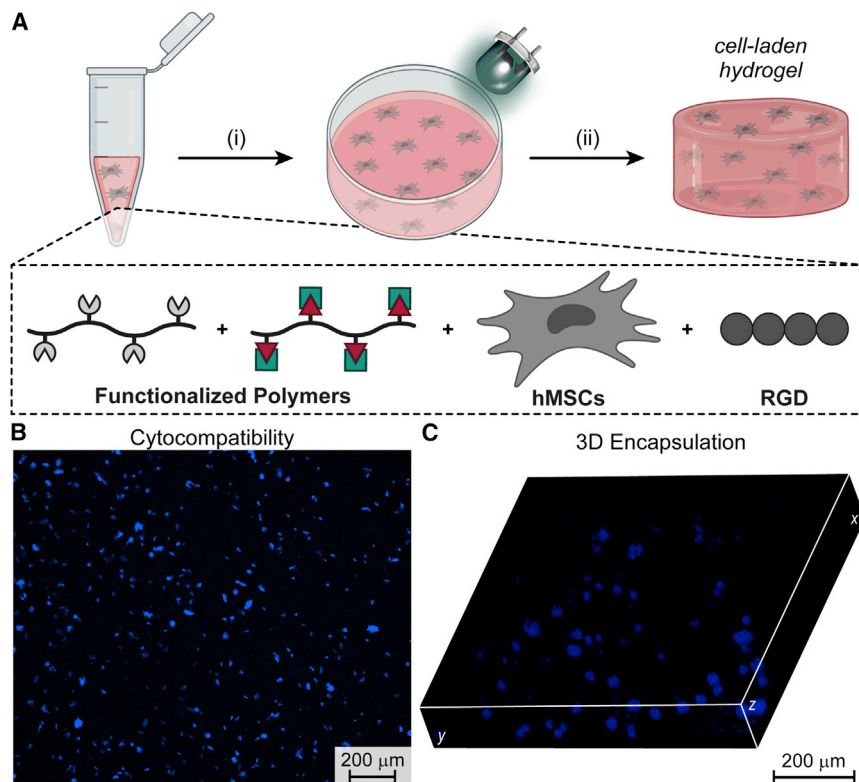 A
(i)
(ii)
cell-laden
hydrogel
+
+
+
Functionalized Polymers
hMSCs
RGD
B
Cytocompatibility
C
3D Encapsulation
x
z
y
200 μm
200 μm